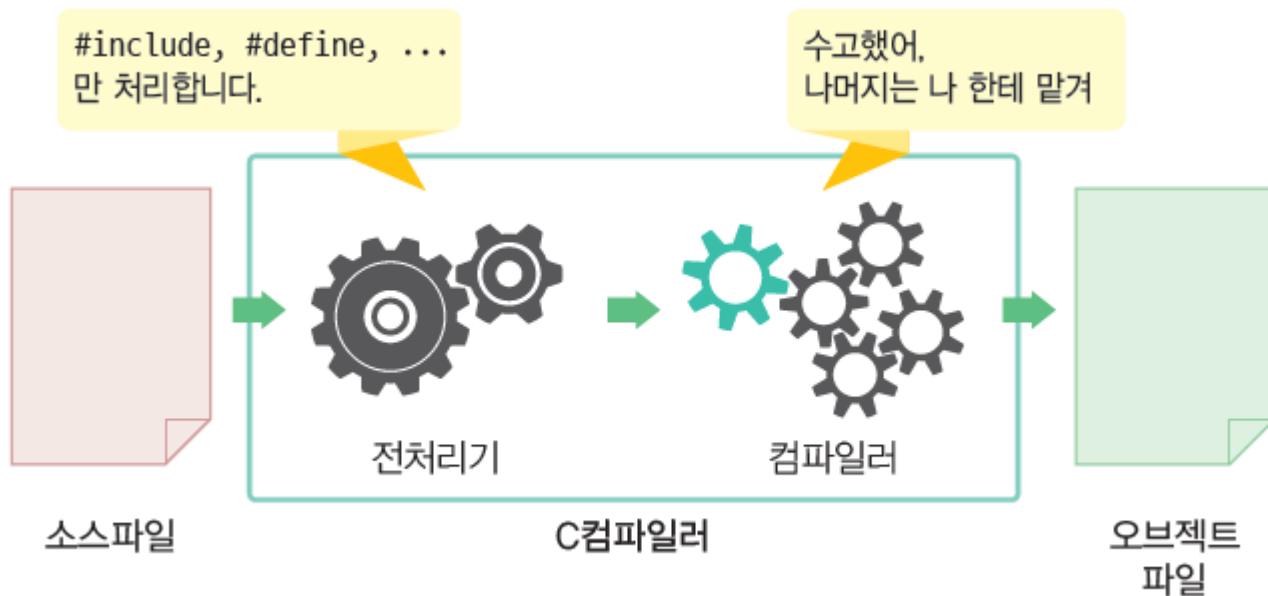 #include, #define, ...
만 처리합니다.
수고했어,
나머지는 나 한테 맡겨
전처리기
컴파일러
소스파일
C컴파일러
오브젝트
파일